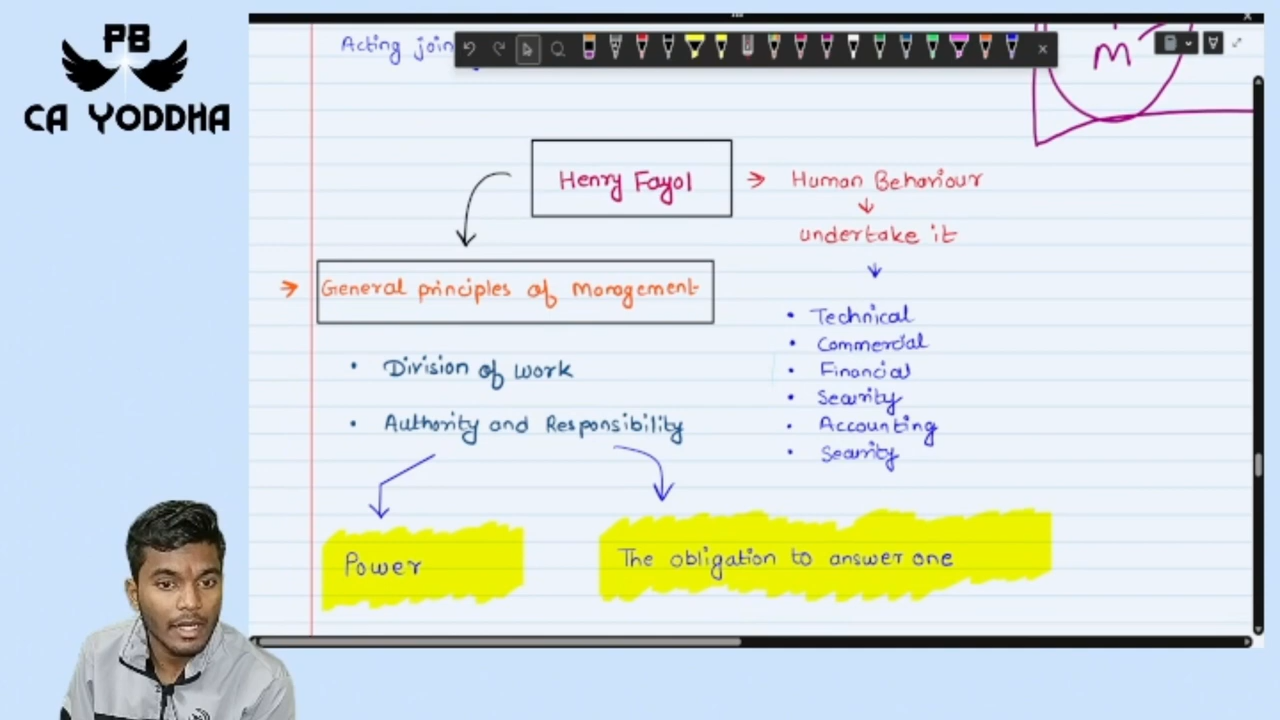 PB
CA YODDHA
Acting join
m
Henry Fayol
Human Behaviour
undertake it
General principles of Management
• Technical
• Commercial
• Financial
• Security
• Accounting
• Security
• Division of work
• Authority and Responsibility
Power
The obligation to answer one